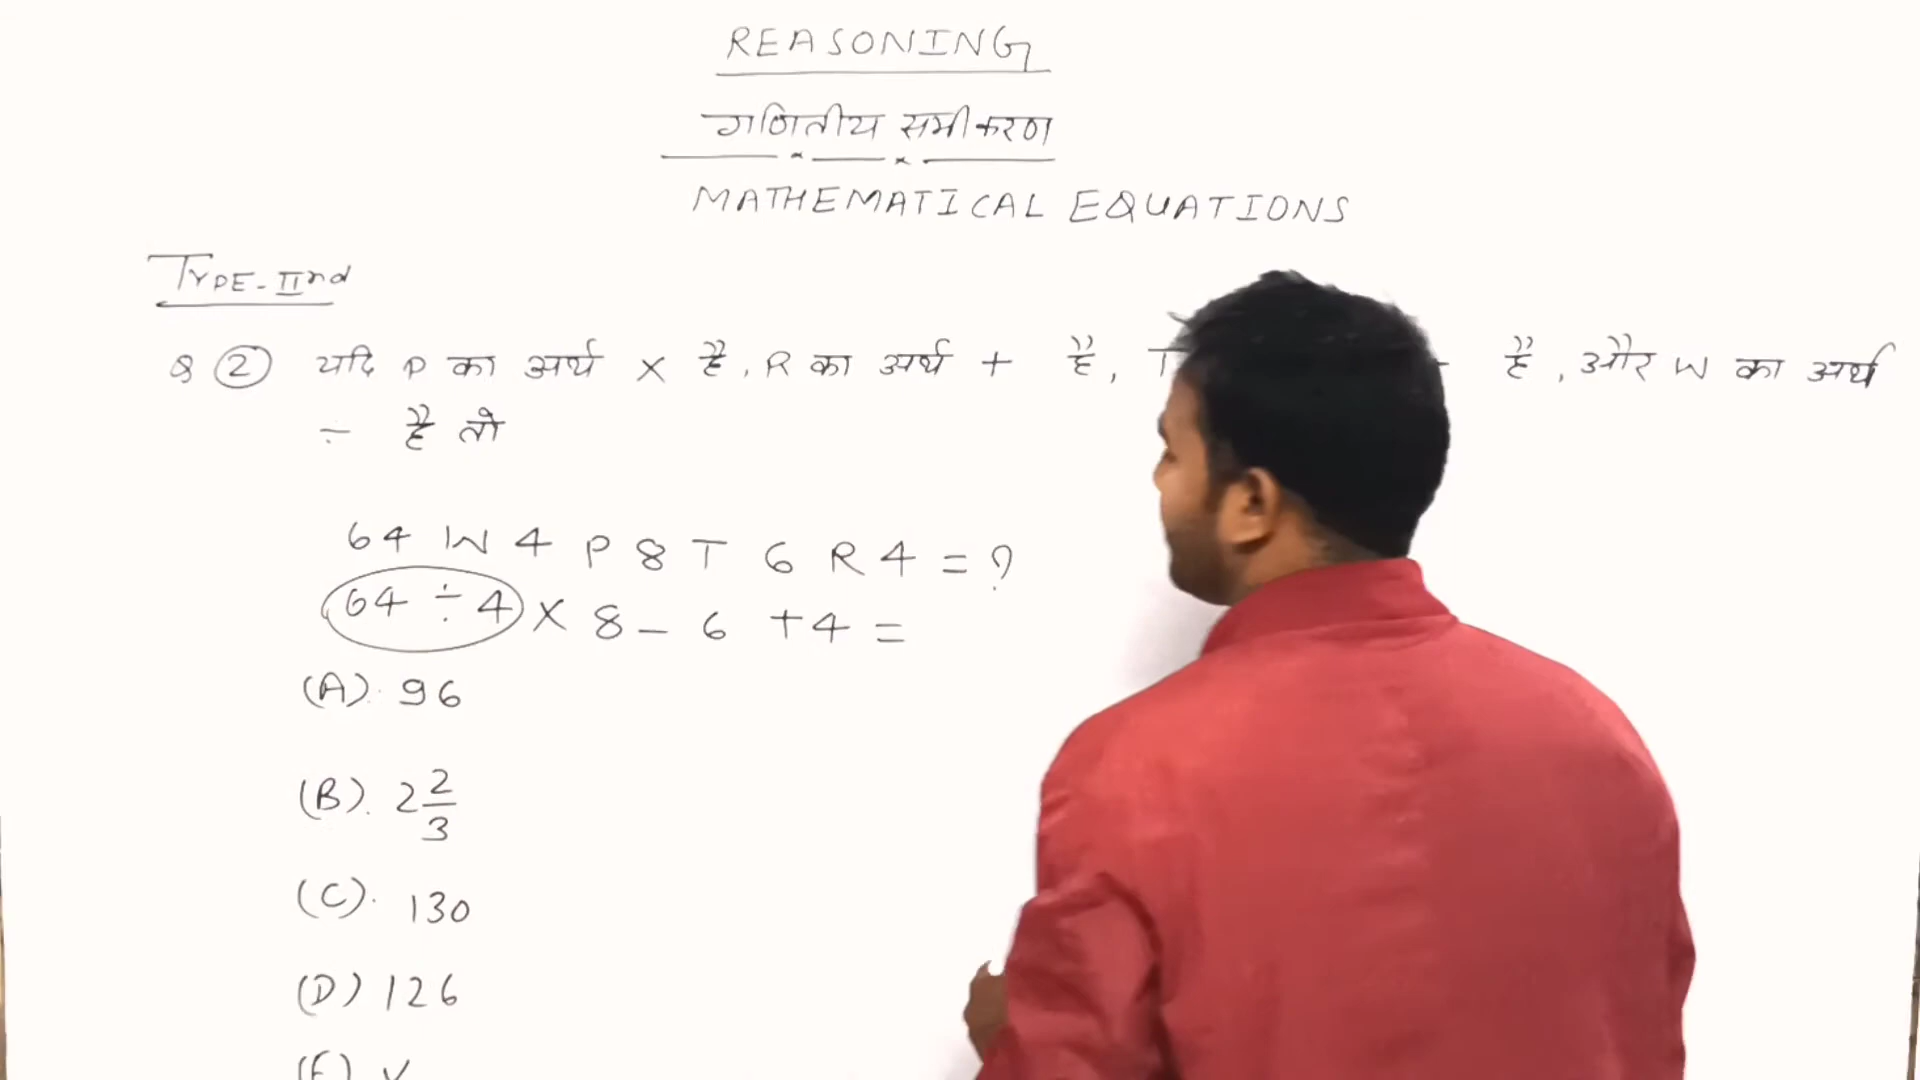 REASONING
गणितीय समीकरण
MATHEMATICAL EQUATIONS
TYPE-IInd
Q ② यदि P का अर्थ × है, R का अर्थ + है, T - है, और W का अर्थ
÷ है तो
64 W 4 P 8 T 6 R 4 = ?
64 ÷ 4 × 8 - 6 + 4 =
(A). 96
(B). 2 2/3
(C). 130
(D) 126